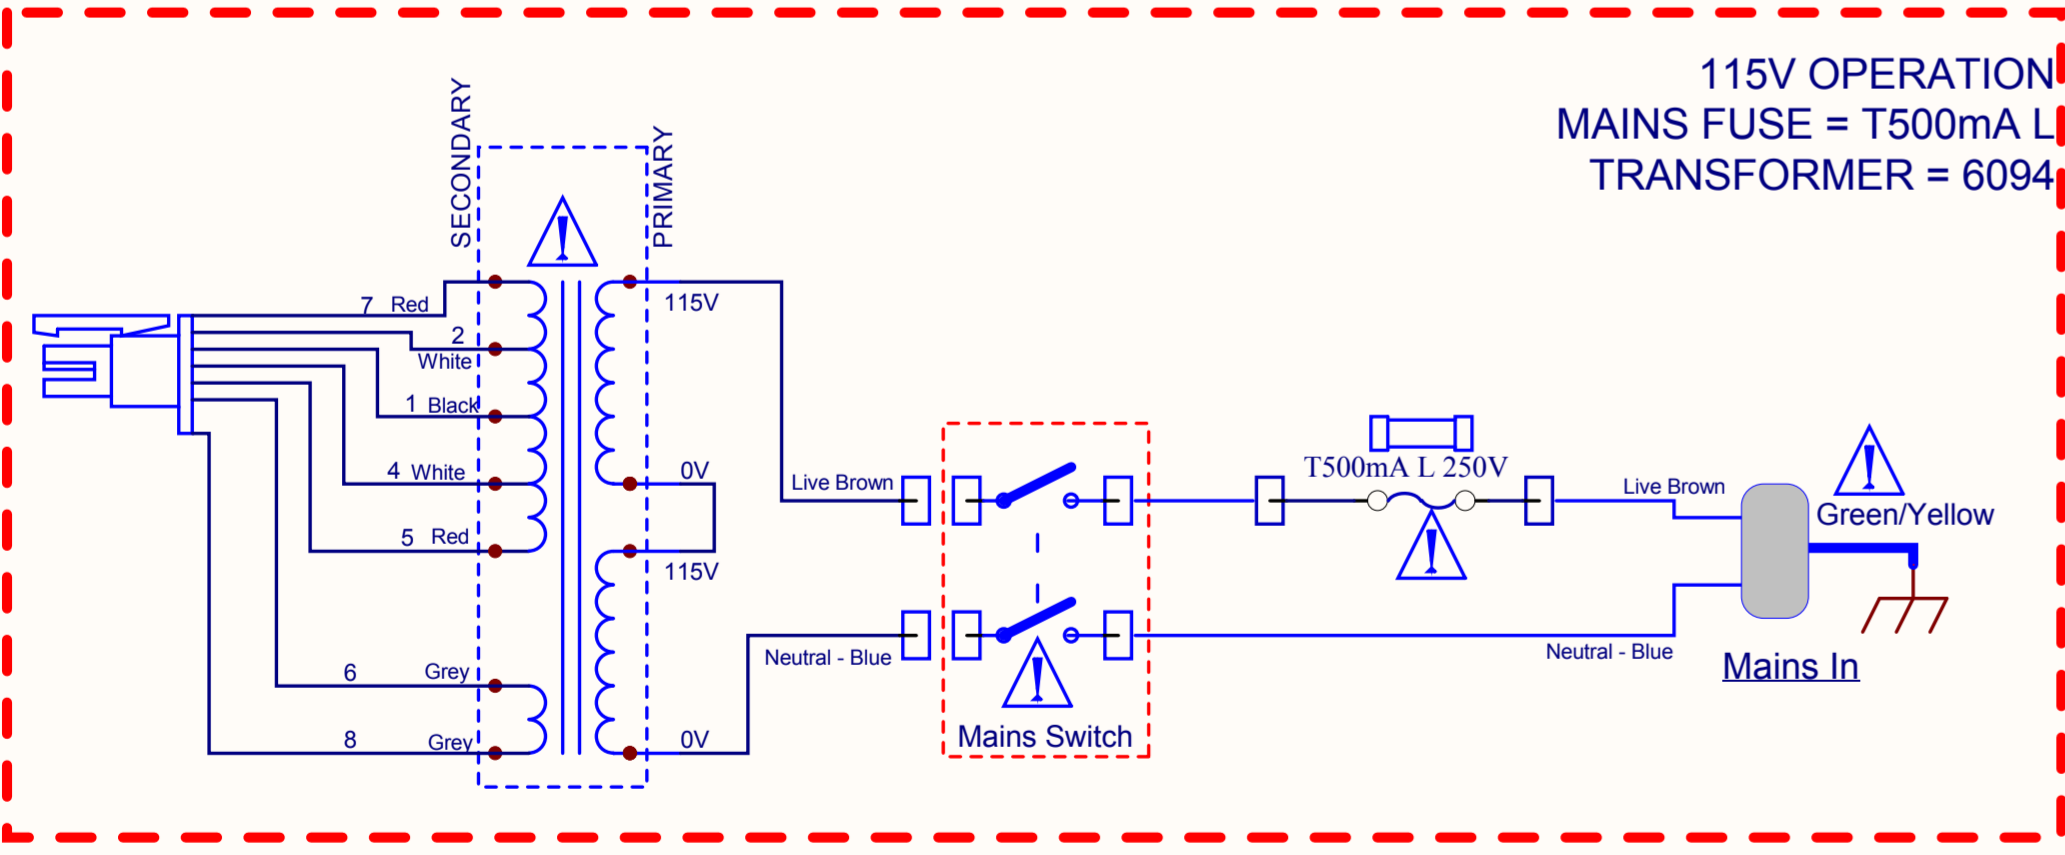 115V OPERATION
MAINS FUSE = T500mA L
TRANSFORMER = 6094
SECONDARY
PRIMARY
7 Red
2
White
1 Black
4 White
5 Red
6 Grey
8 Grey
115V
0V
115V
0V
Live Brown
Neutral - Blue
Mains Switch
T500mA L 250V
Live Brown
Green/Yellow
Neutral - Blue
Mains In